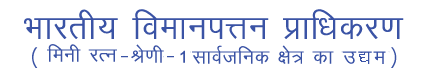 भारतीय विमानपत्तन प्राधिकरण
( मिनी रत्न - श्रेणी - 1 सार्वजनिक क्षेत्र का उद्यम )